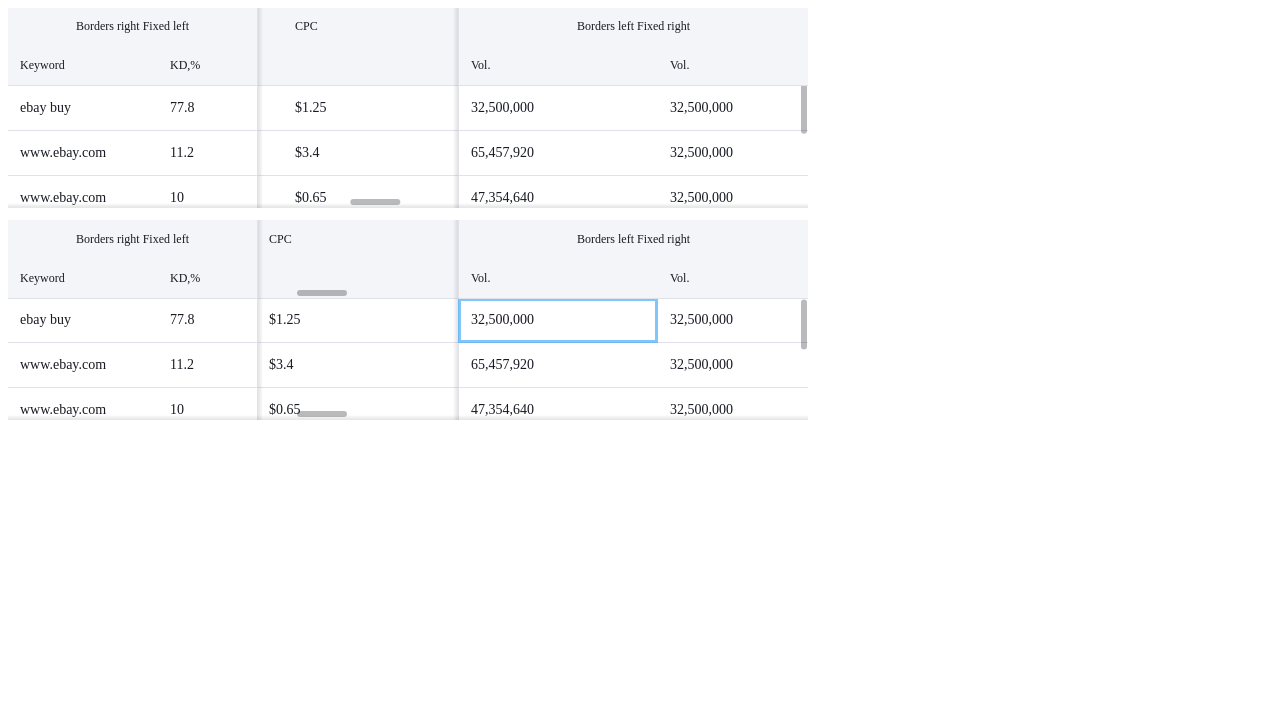 Borders right Fixed left CPC Borders left Fixed right
Keyword KD,% Vol. Vol.
ebay buy 77.8 $1.25 32,500,000 32,500,000
www.ebay.com 11.2 $3.4 65,457,920 32,500,000
www.ebay.com 10 $0.65 47,354,640 32,500,000
Borders right Fixed left CPC Borders left Fixed right
Keyword KD,% Vol. Vol.
ebay buy 77.8 $1.25 32,500,000 32,500,000
www.ebay.com 11.2 $3.4 65,457,920 32,500,000
www.ebay.com 10 $0.65 47,354,640 32,500,000